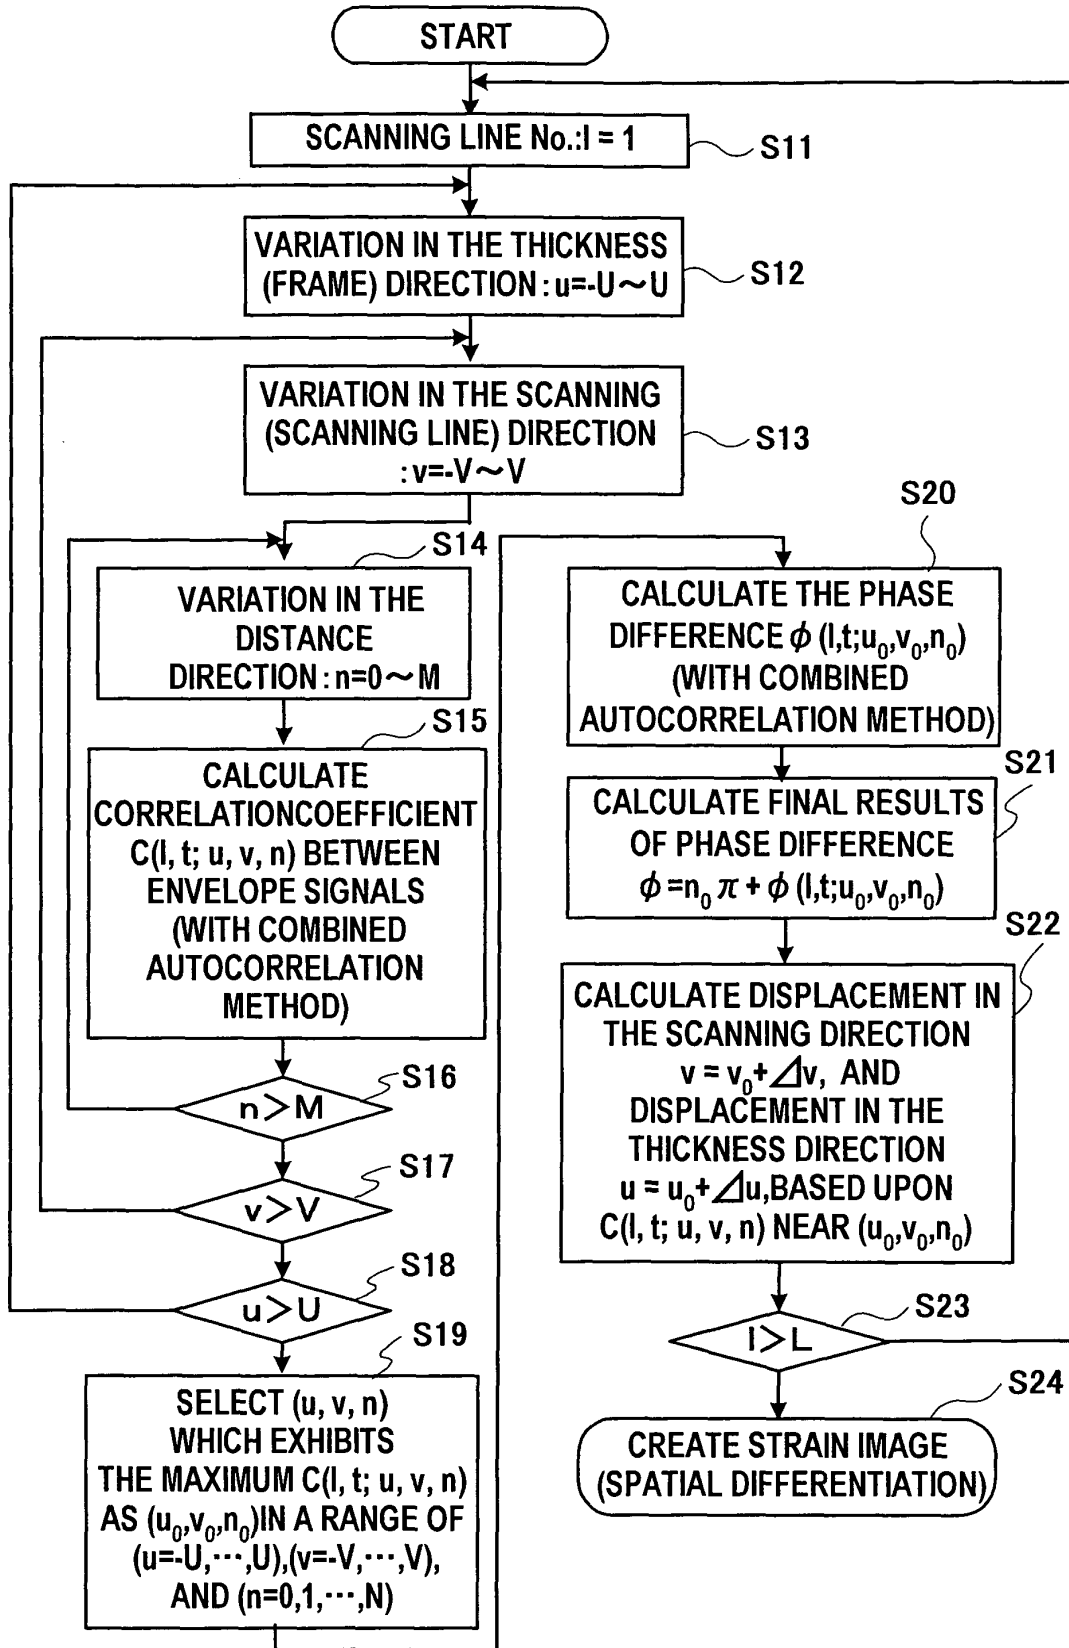 START
SCANNING LINE No.:l = 1
S11
VARIATION IN THE THICKNESS
(FRAME) DIRECTION : u=-U～U
S12
VARIATION IN THE SCANNING
(SCANNING LINE) DIRECTION
: v=-V～V
S13
S14
VARIATION IN THE
DISTANCE
DIRECTION : n=0～M
S15
CALCULATE
CORRELATIONCOEFFICIENT
C(l, t; u, v, n) BETWEEN
ENVELOPE SIGNALS
(WITH COMBINED
AUTOCORRELATION
METHOD)
S16
n＞M
S17
v＞V
S18
u＞U
S19
SELECT (u, v, n)
WHICH EXHIBITS
THE MAXIMUM C(l, t; u, v, n)
AS (u₀,v₀,n₀)IN A RANGE OF
(u=-U,⋯,U),(v=-V,⋯,V),
AND (n=0,1,⋯,N)
S20
CALCULATE THE PHASE
DIFFERENCE ϕ (l,t;u₀,v₀,n₀)
(WITH COMBINED
AUTOCORRELATION METHOD)
S21
CALCULATE FINAL RESULTS
OF PHASE DIFFERENCE
ϕ =n₀ π + ϕ (l,t;u₀,v₀,n₀)
S22
CALCULATE DISPLACEMENT IN
THE SCANNING DIRECTION
v = v₀+⊿v, AND
DISPLACEMENT IN THE
THICKNESS DIRECTION
u = u₀+⊿u,BASED UPON
C(l, t; u, v, n) NEAR (u₀,v₀,n₀)
S23
l＞L
S24
CREATE STRAIN IMAGE
(SPATIAL DIFFERENTIATION)